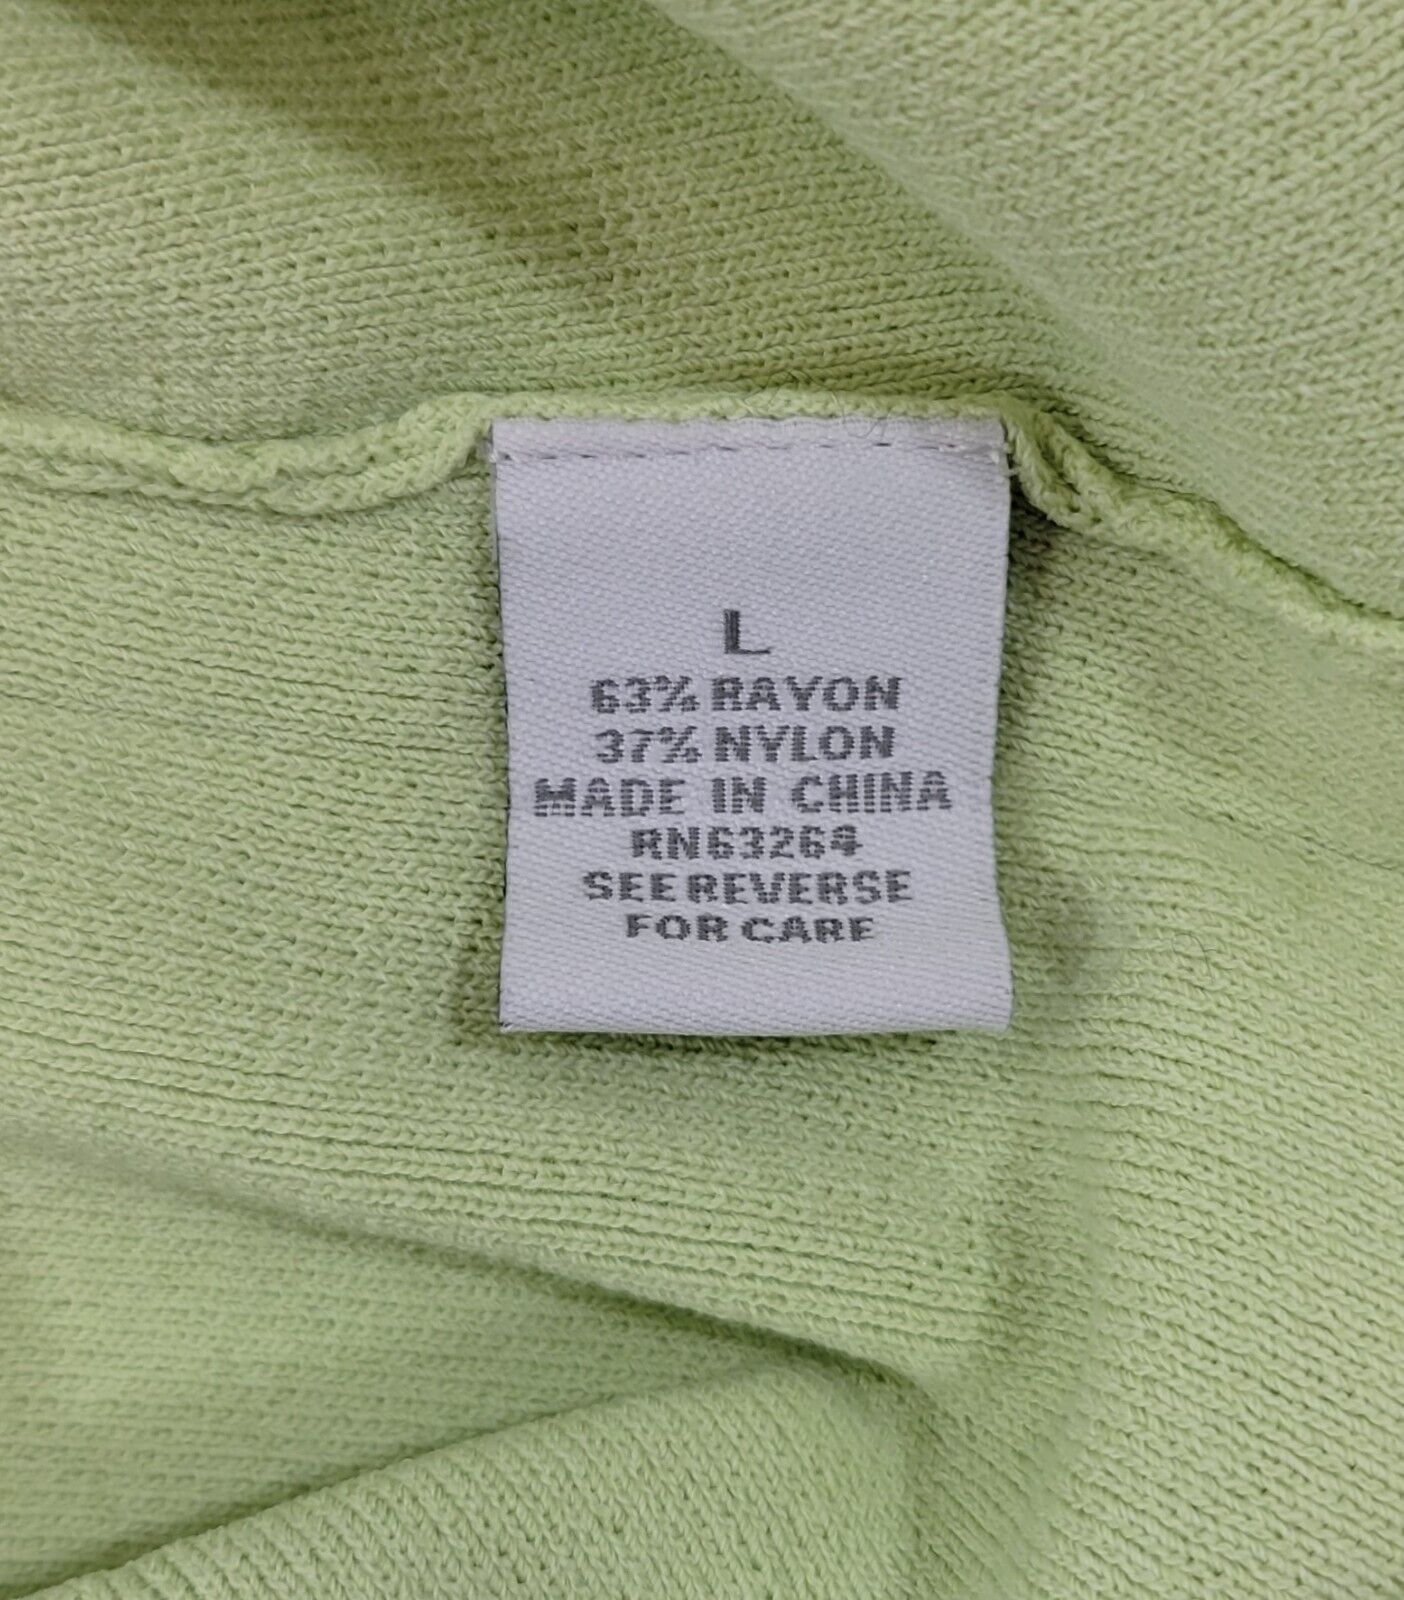 L
63% RAYON
37% NYLON
MADE IN CHINA
RN63264
SEE REVERSE
FOR CARE